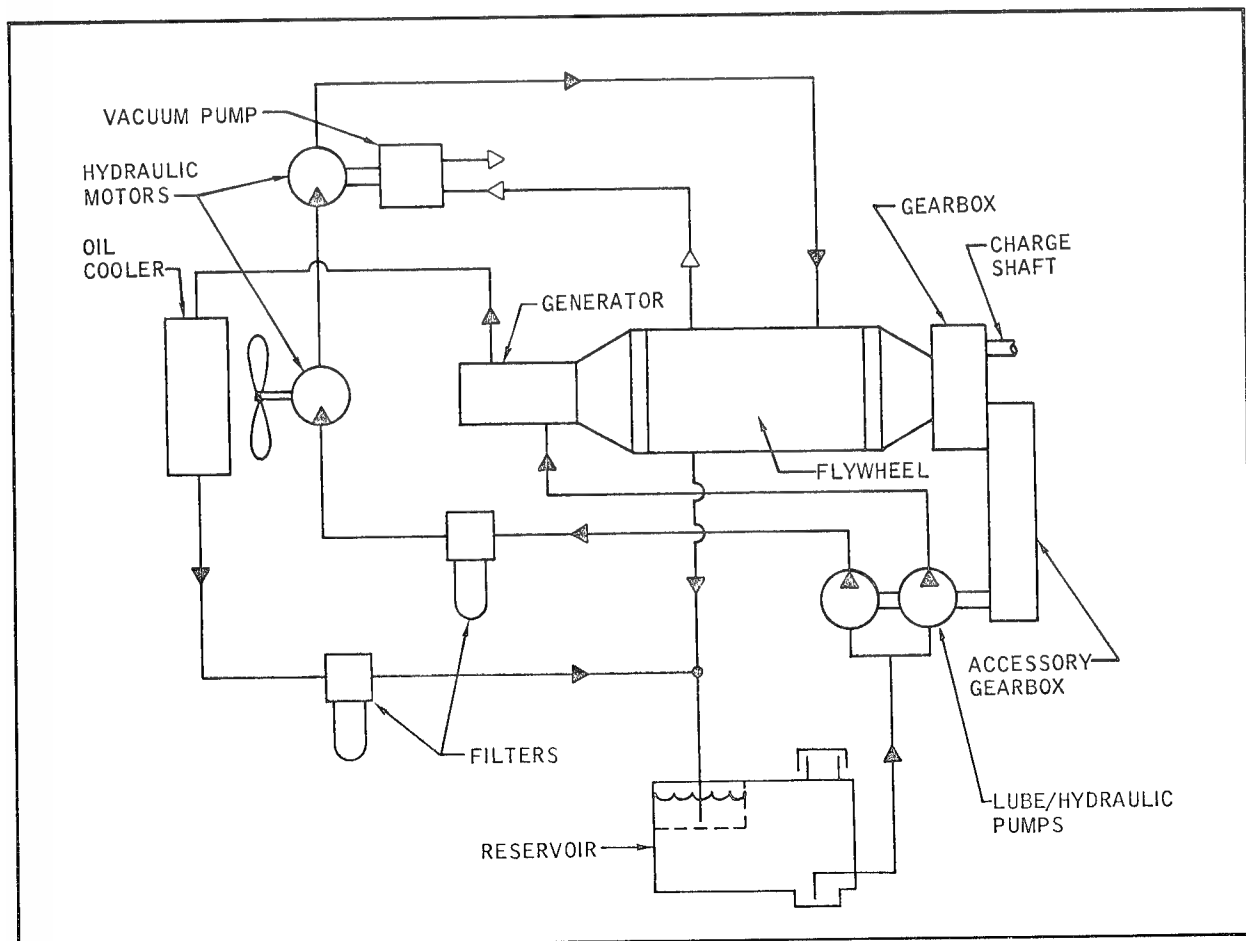 VACUUM PUMP
HYDRAULIC
MOTORS
OIL
COOLER
GENERATOR
GEARBOX
CHARGE
SHAFT
FLYWHEEL
ACCESSORY
GEARBOX
FILTERS
LUBE/HYDRAULIC
PUMPS
RESERVOIR